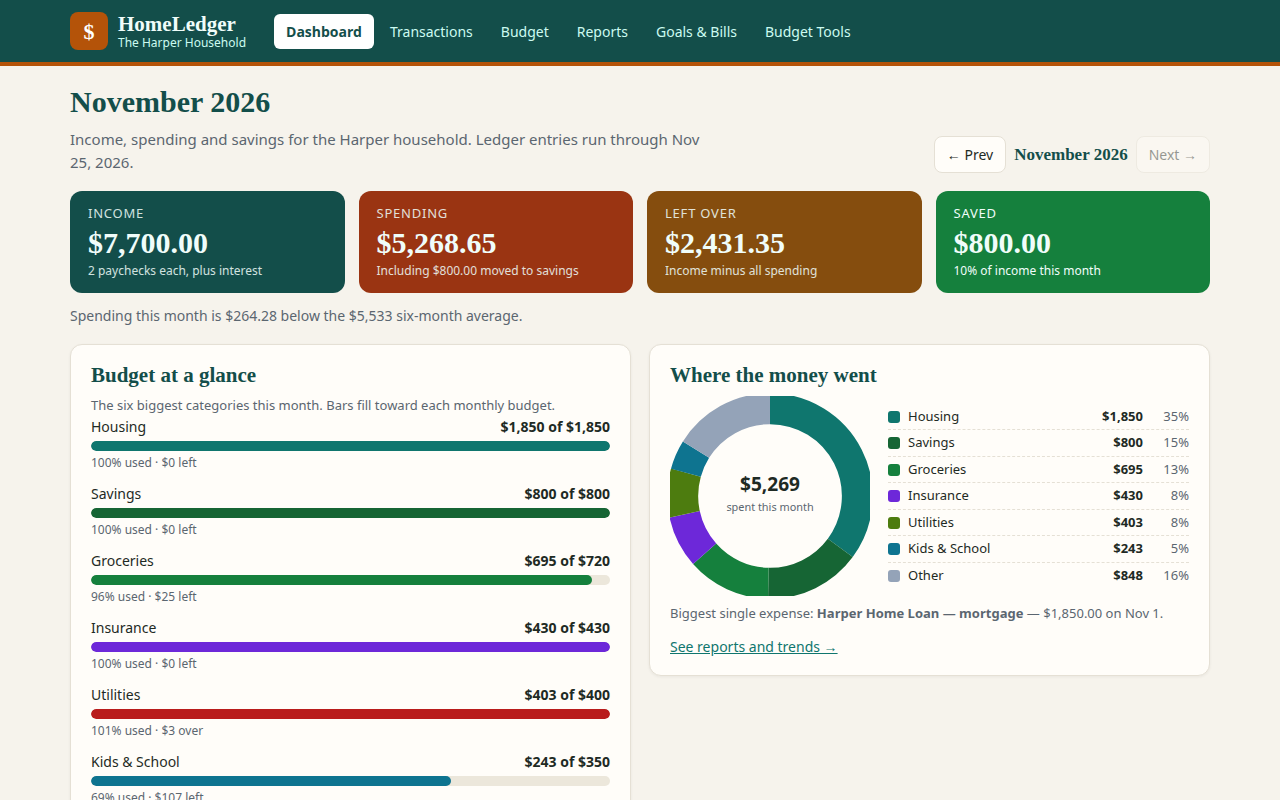 $
HomeLedger
The Harper Household
Dashboard
Transactions
Budget
Reports
Goals & Bills
Budget Tools
November 2026
Income, spending and savings for the Harper household. Ledger entries run through Nov
25, 2026.
← Prev
November 2026
Next →
INCOME
$7,700.00
2 paychecks each, plus interest
SPENDING
$5,268.65
Including $800.00 moved to savings
LEFT OVER
$2,431.35
Income minus all spending
SAVED
$800.00
10% of income this month
Spending this month is $264.28 below the $5,533 six-month average.
Budget at a glance
The six biggest categories this month. Bars fill toward each monthly budget.
Housing $1,850 of $1,850
100% used · $0 left
Savings $800 of $800
100% used · $0 left
Groceries $695 of $720
96% used · $25 left
Insurance $430 of $430
100% used · $0 left
Utilities $403 of $400
101% used · $3 over
Kids & School $243 of $350
69% used · $107 left
Where the money went
$5,269
spent this month
Housing $1,850 35%
Savings $800 15%
Groceries $695 13%
Insurance $430 8%
Utilities $403 8%
Kids & School $243 5%
Other $848 16%
Biggest single expense: Harper Home Loan — mortgage — $1,850.00 on Nov 1.
See reports and trends →